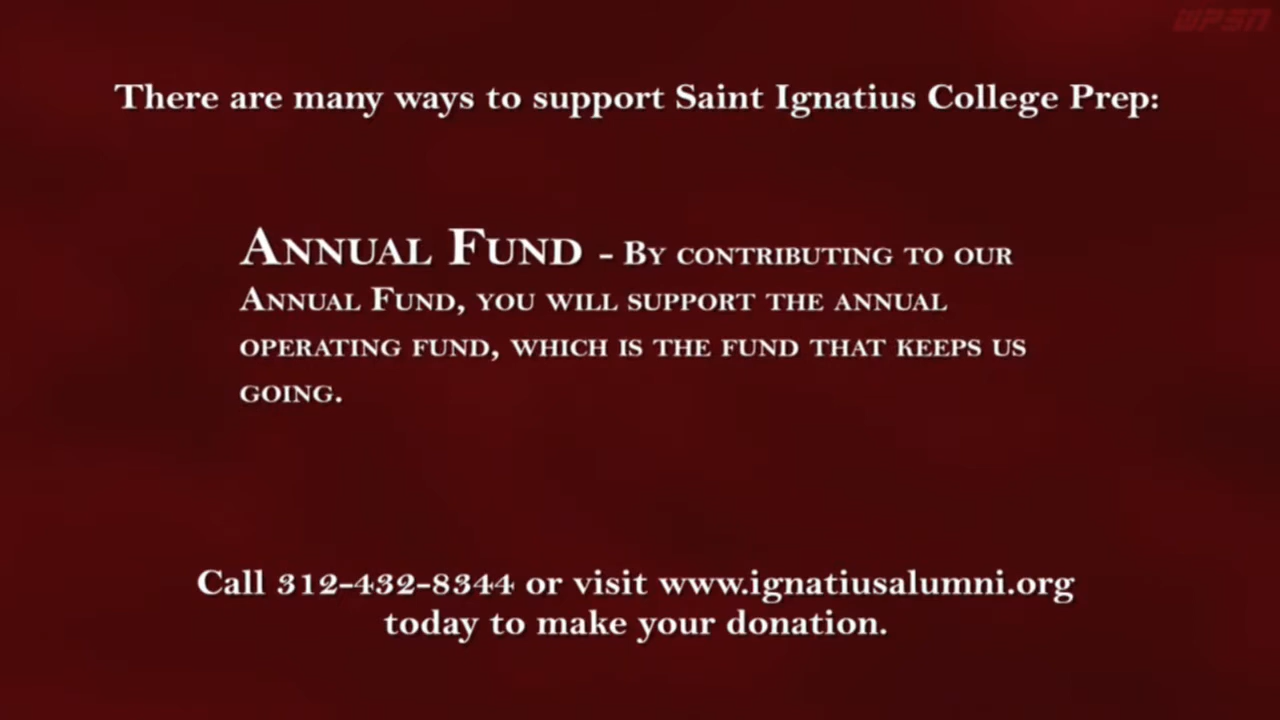 WPSN
There are many ways to support Saint Ignatius College Prep:
Annual Fund - By contributing to our
Annual Fund, you will support the annual
operating fund, which is the fund that keeps us
going.
Call 312-432-8344 or visit www.ignatiusalumni.org
today to make your donation.